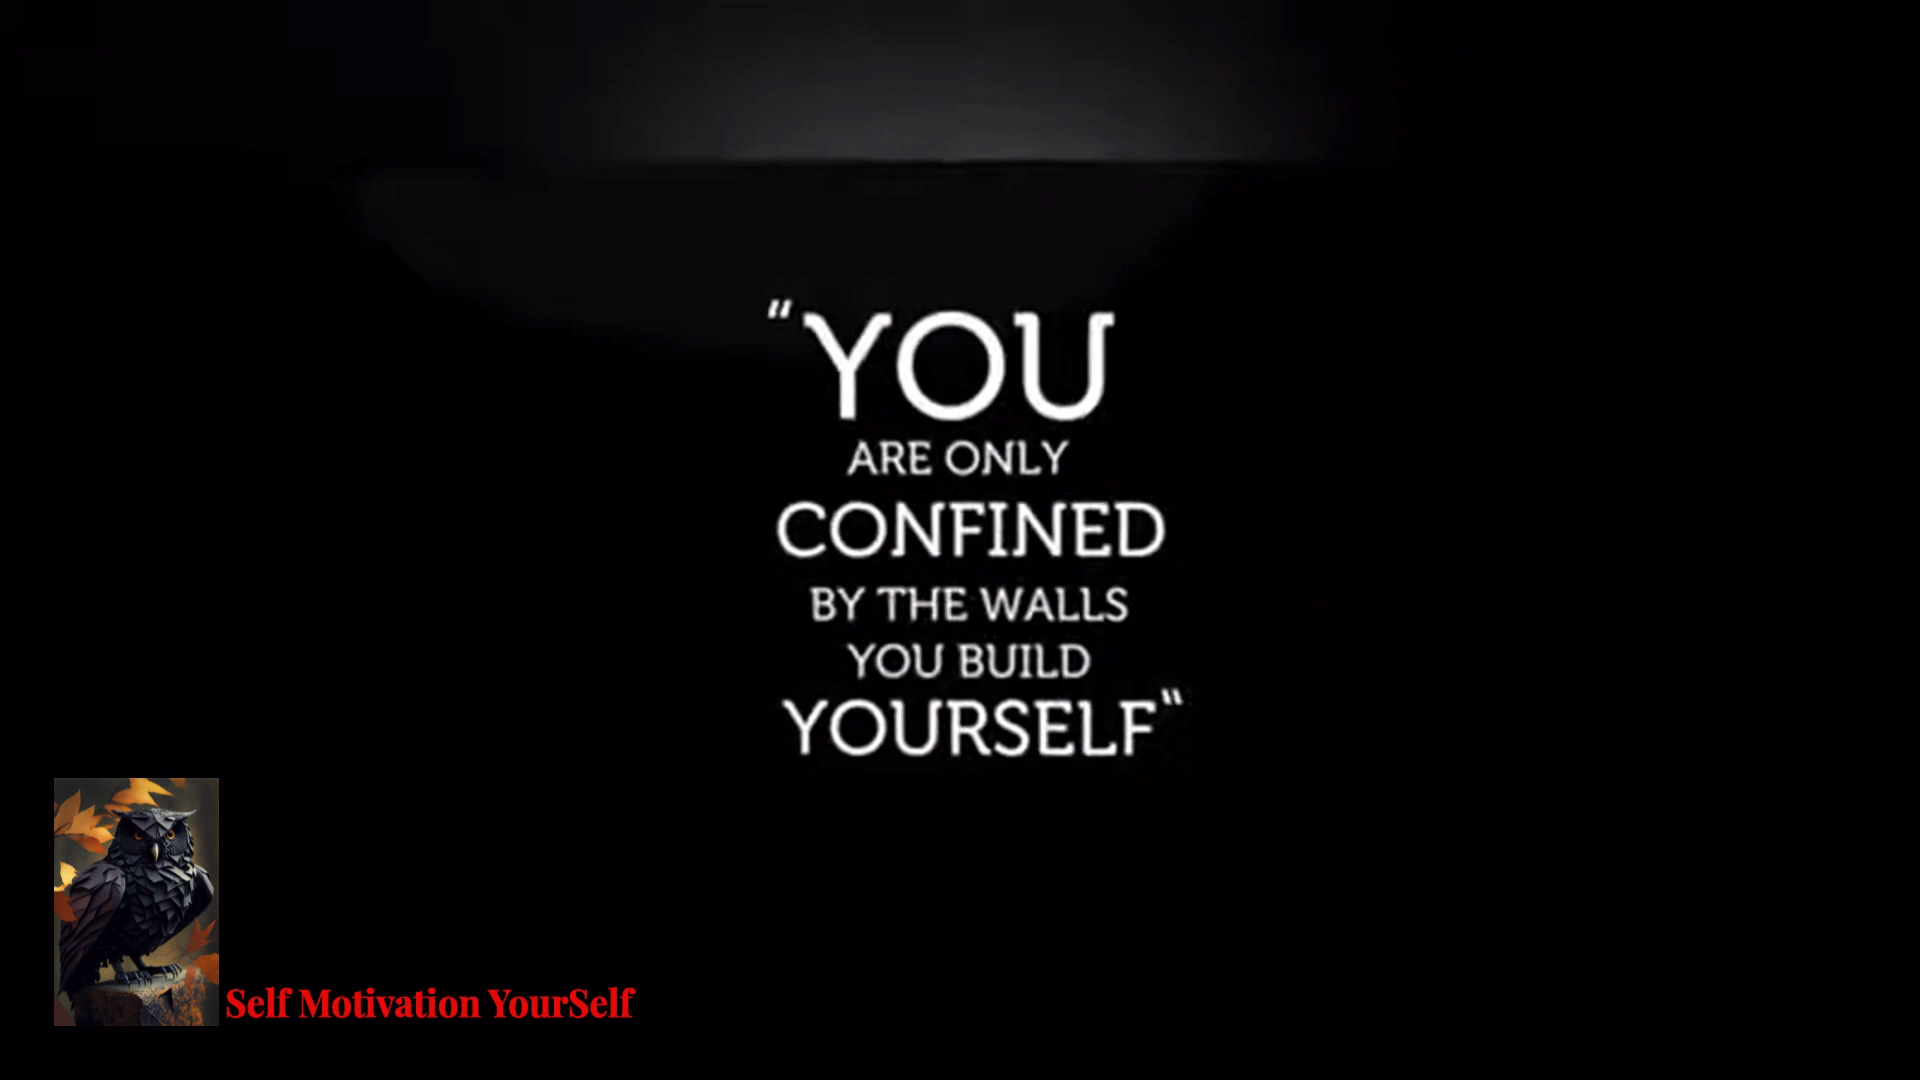 “YOU
ARE ONLY
CONFINED
BY THE WALLS
YOU BUILD
YOURSELF“
Self Motivation YourSelf